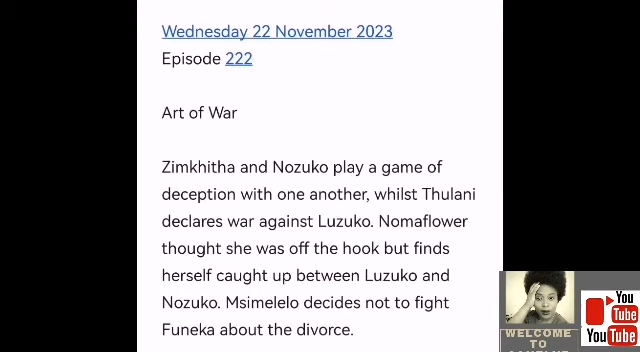 Wednesday 22 November 2023
Episode 222
Art of War
Zimkhitha and Nozuko play a game of
deception with one another, whilst Thulani
declares war against Luzuko. Nomaflower
thought she was off the hook but finds
herself caught up between Luzuko and
Nozuko. Msimelelo decides not to fight
Funeka about the divorce.
You
Tube
YouTube
WELCOME
TO